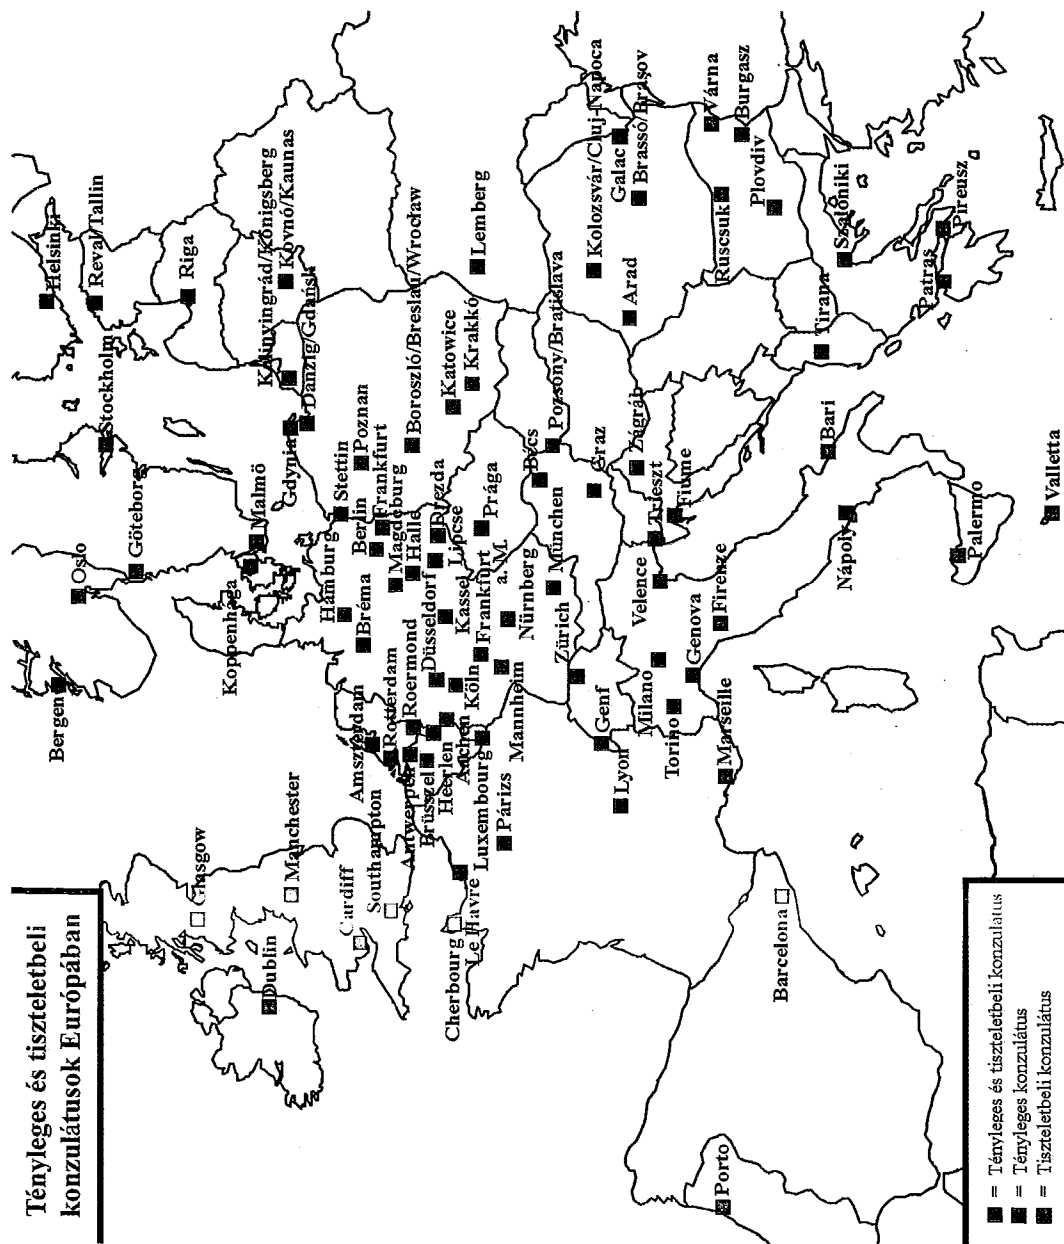 Tényleges és tiszteletbeli
konzulátusok Európában
Bergen
Oslo
Göteborg
Stockholm
Helsinki
Reval/Tallin
Riga
Glasgow
Manchester
Dublin
Cardiff
Southampton
Koppenhága
Malmö
Gdynia
Kalinyingrád/Königsberg
Kovnó/Kaunas
Danzig/Gdańsk
Hamburg
Stettin
Bréma
Berlin
Poznan
Frankfurt
Magdeburg
Halle
Boroszló/Breslau/Wrocław
Amszterdam
Rotterdam
Roermond
Antwerpen
Düsseldorf
Drezda
Lipcse
Brüsszel
Heerlen
Aachen
Köln
Kassel
Katowice
Krakkó
Lemberg
Cherbourg
Le Havre
Luxembourg
Frankfurt
a. M.
Prága
Párizs
Mannheim
Nürnberg
Bécs
Pozsony/Bratislava
Zürich
München
Graz
Kolozsvár/Cluj-Napoca
Genf
Lyon
Arad
Galac
Brassó/Braşov
Milano
Velence
Trieszt
Zágráb
Fiume
Torino
Genova
Firenze
Marseille
Ruscsuk
Várna
Burgasz
Plovdiv
Porto
Barcelona
Nápoly
Bari
Tirana
Szaloniki
Patras
Pireusz
Palermo
Valletta
= Tényleges és tiszteletbeli konzulátus
= Tényleges konzulátus
= Tiszteletbeli konzulátus